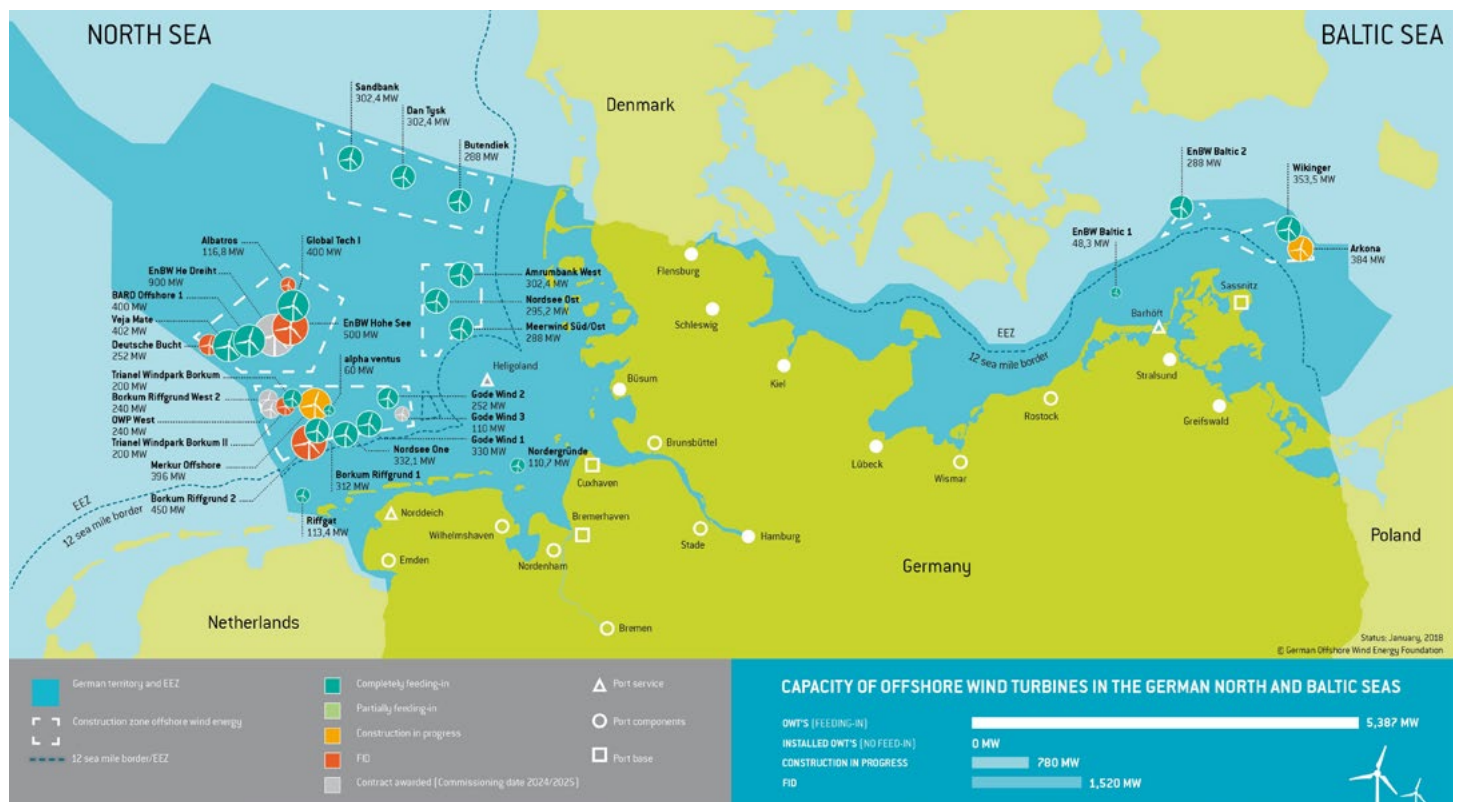 NORTH SEA
BALTIC SEA
Denmark
Sandbank
302,4 MW
Dan Tysk
302,4 MW
Butendiek
288 MW
Albatros
116,8 MW
Global Tech I
400 MW
EnBW He Dreiht
900 MW
BARD Offshore 1
400 MW
Veja Mate
402 MW
Deutsche Bucht
252 MW
EnBW Hohe See
500 MW
alpha ventus
60 MW
Amrumbank West
302,4 MW
Nordsee Ost
295,2 MW
Meerwind Süd/Ost
288 MW
Trianel Windpark Borkum
200 MW
Borkum Riffgrund West 2
240 MW
OWP West
240 MW
Trianel Windpark Borkum II
200 MW
Merkur Offshore
396 MW
Borkum Riffgrund 2
450 MW
Gode Wind 2
252 MW
Gode Wind 3
110 MW
Gode Wind 1
330 MW
Nordsee One
332,1 MW
Borkum Riffgrund 1
312 MW
Nordergründe
110,7 MW
Riffgat
113,4 MW
EnBW Baltic 2
288 MW
Wikinger
353,5 MW
EnBW Baltic 1
48,3 MW
Arkona
384 MW
EEZ
12 sea mile border
EEZ
12 sea mile border
Heligoland
Flensburg
Schleswig
Kiel
Büsum
Brunsbüttel
Cuxhaven
Bremerhaven
Norddeich
Wilhelmshaven
Emden
Nordenham
Stade
Hamburg
Bremen
Lübeck
Wismar
Rostock
Barhöft
Sassnitz
Stralsund
Greifswald
Germany
Poland
Netherlands
Status: January, 2018
© German Offshore Wind Energy Foundation
German territory and EEZ
Construction zone offshore wind energy
12 sea mile border/EEZ
Completely feeding-in
Partially feeding-in
Construction in progress
FID
Contract awarded (Commissioning date 2024/2025)
Port service
Port components
Port base
CAPACITY OF OFFSHORE WIND TURBINES IN THE GERMAN NORTH AND BALTIC SEAS
OWT'S (FEEDING-IN) 5,387 MW
INSTALLED OWT'S (NO FEED-IN) 0 MW
CONSTRUCTION IN PROGRESS 780 MW
FID 1,520 MW